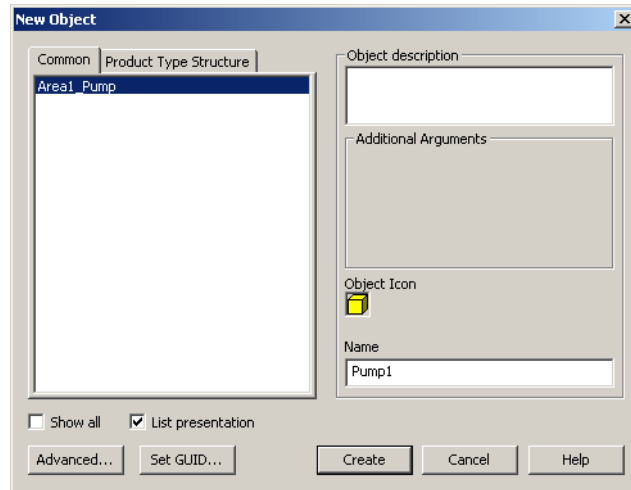 New Object
Common
Product Type Structure
Area1_Pump
Object description
Additional Arguments
Object Icon
Name
Pump1
Show all
List presentation
Advanced...
Set GUID...
Create
Cancel
Help